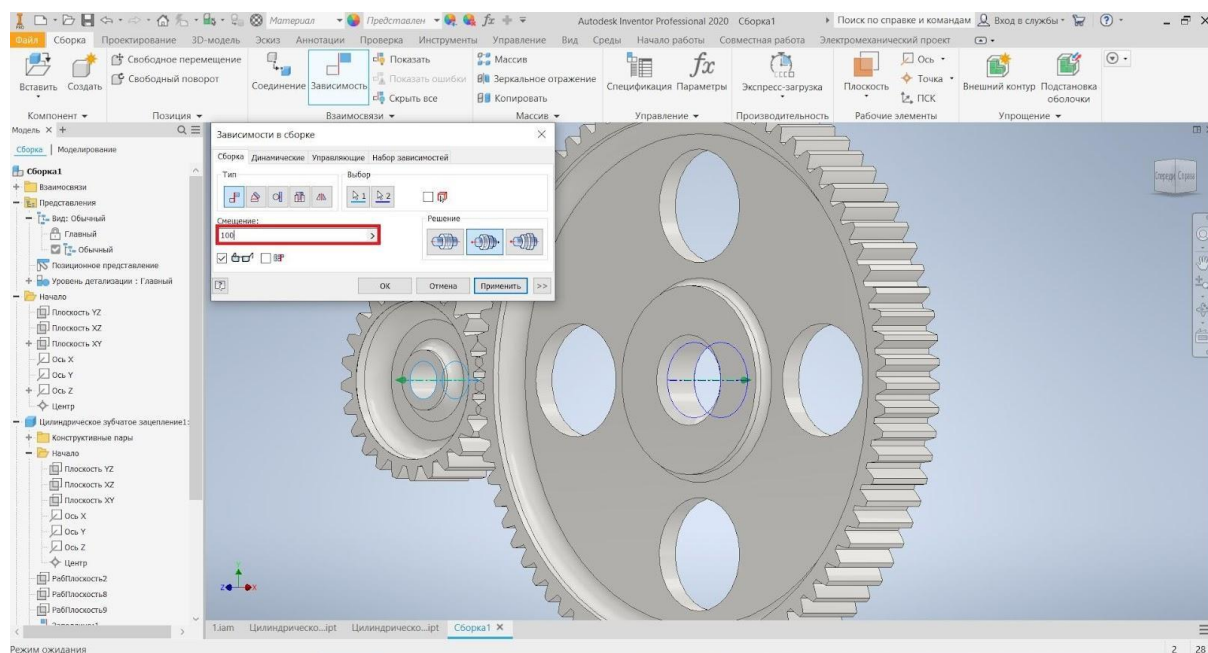 Материал
Представлен
fx
Autodesk Inventor Professional 2020 Сборка1
Поиск по справке и командам
Вход в службы
Файл Сборка Проектирование 3D-модель Эскиз Аннотации Проверка Инструменты Управление Вид Среды Начало работы Совместная работа Электромеханический проект
Вставить
Создать
Свободное перемещение
Свободный поворот
Соединение
Зависимость
Показать
Показать ошибки
Скрыть все
Массив
Зеркальное отражение
Копировать
Спецификация
fx
Параметры
Экспресс-загрузка
Плоскость
Ось
Точка
ПСК
Внешний контур
Подстановка
оболочки
Компонент Позиция Взаимосвязи Массив Управление Производительность Рабочие элементы Упрощение
Модель × +
Сборка | Моделирование
Сборка1
Взаимосвязи
Представления
Вид: Обычный
Главный
Обычный
Позиционное представление
Уровень детализации : Главный
Начало
Плоскость YZ
Плоскость XZ
Плоскость XY
Ось X
Ось Y
Ось Z
Центр
Цилиндрическое зубчатое зацепление1:
Конструктивные пары
Начало
Плоскость YZ
Плоскость XZ
Плоскость XY
Ось X
Ось Y
Ось Z
Центр
РабПлоскость2
РабПлоскость8
РабПлоскость9
Зависимости в сборке
Сборка Динамические Управляющие Набор зависимостей
Тип
Выбор
1 2
Смещение:
100
Решение
ОК Отмена Применить >>
Спереди Справа
Y
Z X
1.iam Цилиндрическо...ipt Цилиндрическо...ipt Сборка1 ×
Режим ожидания
2 28